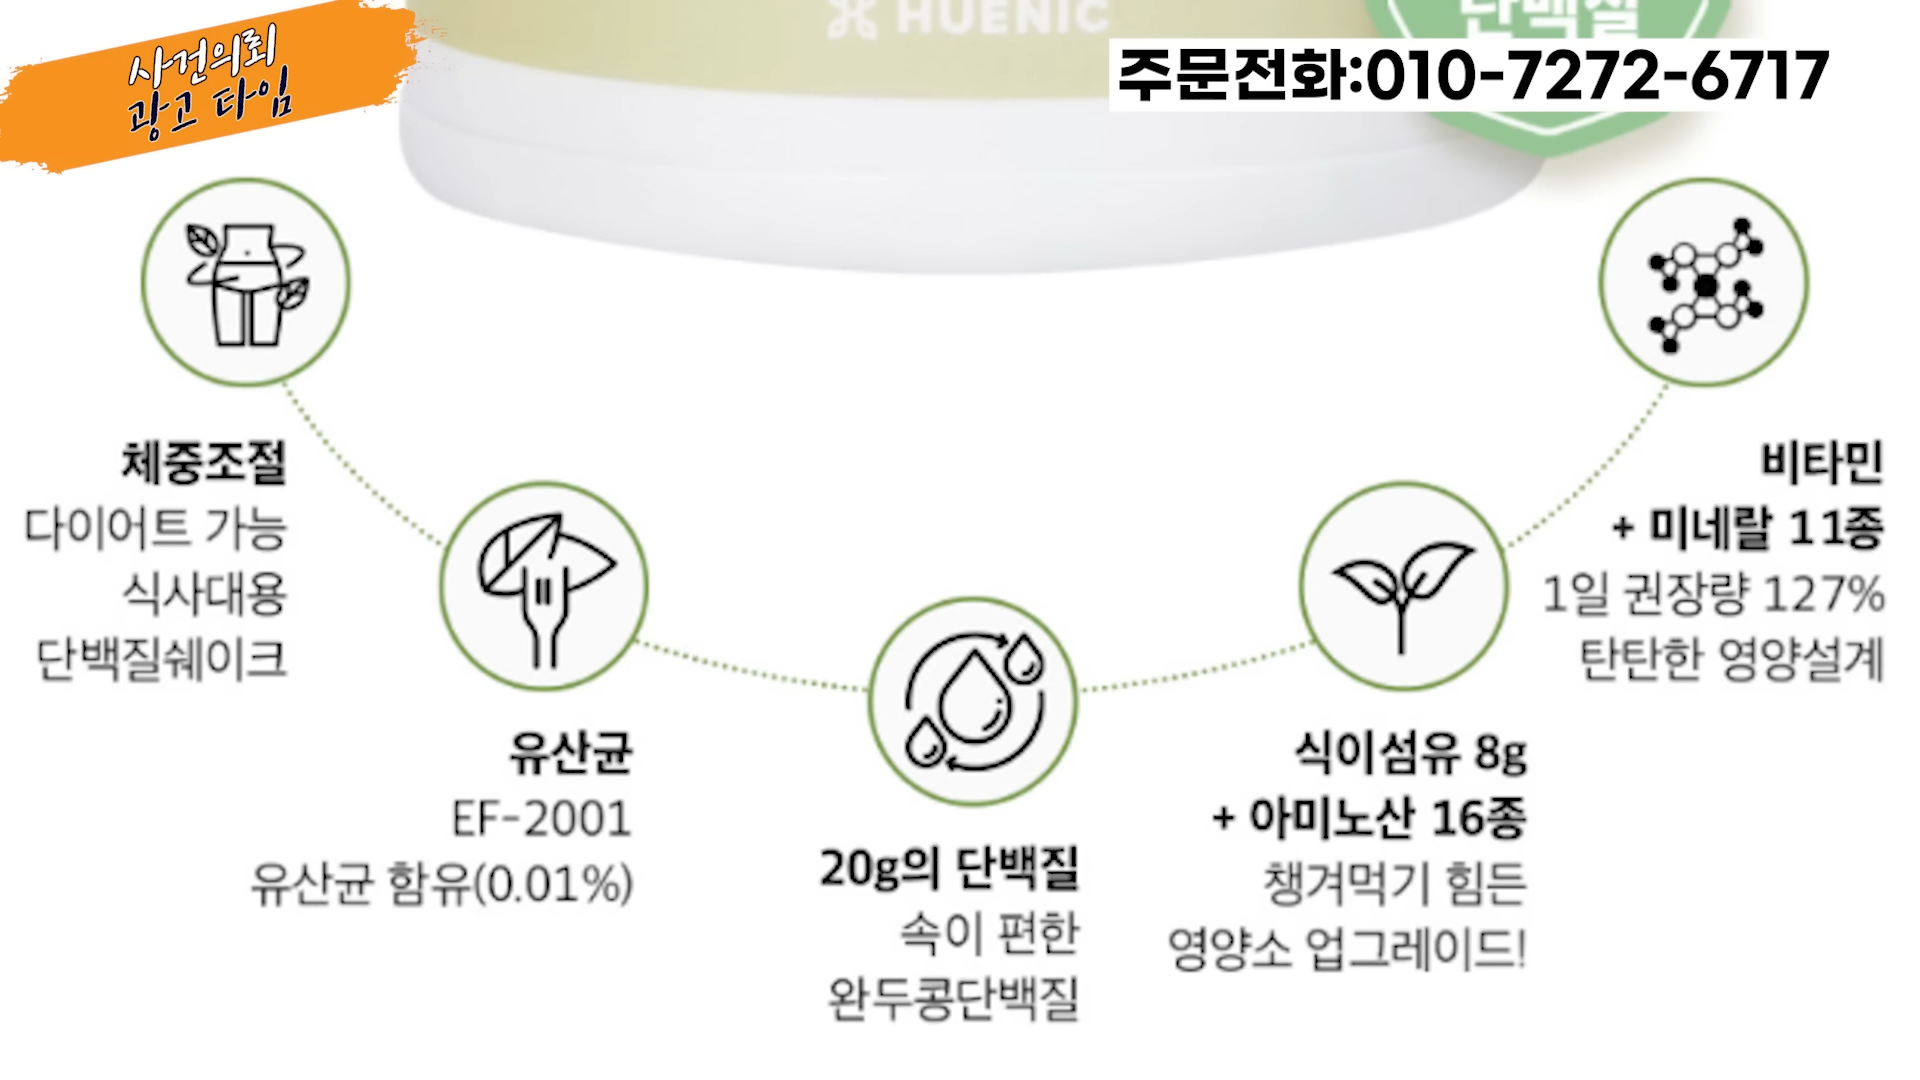 HUENIC
단백질
사건의뢰
광고 타임
주문전화:010-7272-6717
체중조절
다이어트 가능
식사대용
단백질쉐이크
유산균
EF-2001
유산균 함유(0.01%)
20g의 단백질
속이 편한
완두콩단백질
식이섬유 8g
+ 아미노산 16종
챙겨먹기 힘든
영양소 업그레이드!
비타민
+ 미네랄 11종
1일 권장량 127%
탄탄한 영양설계